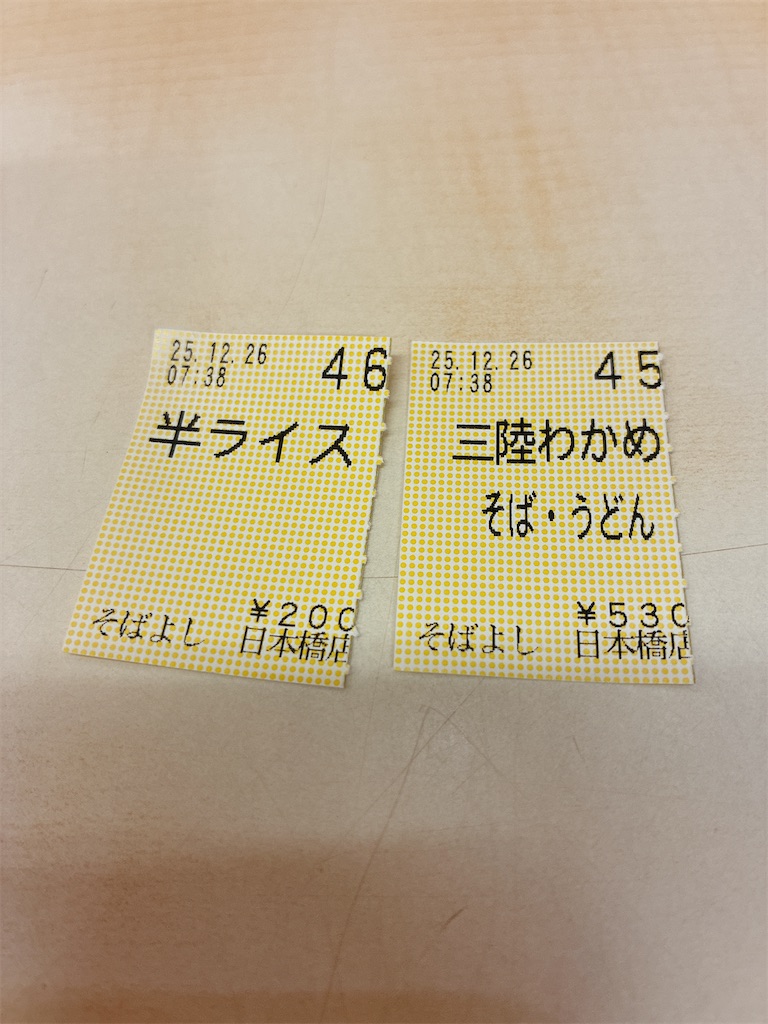 25.12.26 46
07:38
半ライス
¥200
そばよし 日本橋店
25.12.26 45
07:38
三陸わかめ
そば・うどん
¥530
そばよし 日本橋店